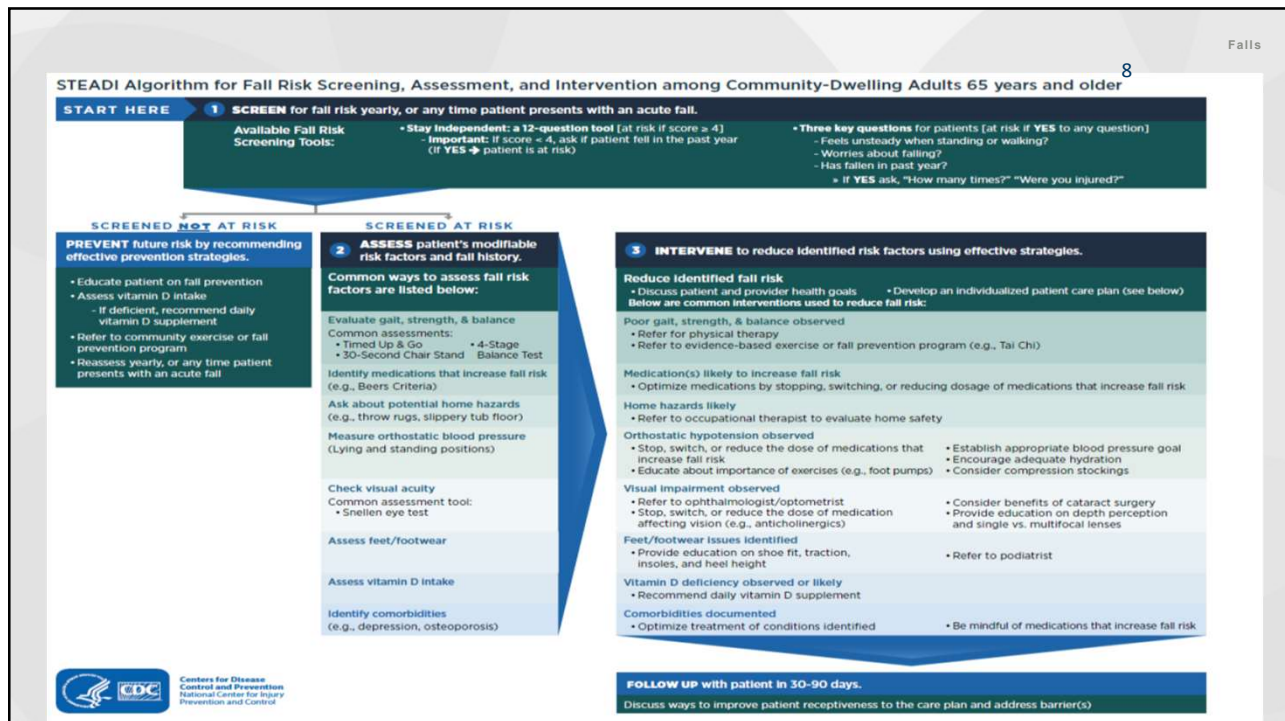 Falls
8
STEADI Algorithm for Fall Risk Screening, Assessment, and Intervention among Community-Dwelling Adults 65 years and older
START HERE
1 SCREEN for fall risk yearly, or any time patient presents with an acute fall.
Available Fall Risk
Screening Tools:
• Stay Independent: a 12-question tool [at risk if score ≥ 4]
- Important: If score < 4, ask if patient fell in the past year
(If YES → patient is at risk)
• Three key questions for patients [at risk if YES to any question]
- Feels unsteady when standing or walking?
- Worries about falling?
- Has fallen in past year?
» If YES ask, "How many times?" "Were you injured?"
SCREENED NOT AT RISK
PREVENT future risk by recommending
effective prevention strategies.
• Educate patient on fall prevention
• Assess vitamin D intake
- If deficient, recommend daily
vitamin D supplement
• Refer to community exercise or fall
prevention program
• Reassess yearly, or any time patient
presents with an acute fall
SCREENED AT RISK
2 ASSESS patient's modifiable
risk factors and fall history.
Common ways to assess fall risk
factors are listed below:
Evaluate gait, strength, & balance
Common assessments:
• Timed Up & Go • 4-Stage
• 30-Second Chair Stand Balance Test
Identify medications that increase fall risk
(e.g., Beers Criteria)
Ask about potential home hazards
(e.g., throw rugs, slippery tub floor)
Measure orthostatic blood pressure
(Lying and standing positions)
Check visual acuity
Common assessment tool:
• Snellen eye test
Assess feet/footwear
Assess vitamin D intake
Identify comorbidities
(e.g., depression, osteoporosis)
3 INTERVENE to reduce identified risk factors using effective strategies.
Reduce identified fall risk
• Discuss patient and provider health goals • Develop an individualized patient care plan (see below)
Below are common interventions used to reduce fall risk:
Poor gait, strength, & balance observed
• Refer for physical therapy
• Refer to evidence-based exercise or fall prevention program (e.g., Tai Chi)
Medication(s) likely to increase fall risk
• Optimize medications by stopping, switching, or reducing dosage of medications that increase fall risk
Home hazards likely
• Refer to occupational therapist to evaluate home safety
Orthostatic hypotension observed
• Stop, switch, or reduce the dose of medications that
increase fall risk
• Educate about importance of exercises (e.g., foot pumps)
• Establish appropriate blood pressure goal
• Encourage adequate hydration
• Consider compression stockings
Visual impairment observed
• Refer to ophthalmologist/optometrist
• Stop, switch, or reduce the dose of medication
affecting vision (e.g., anticholinergics)
• Consider benefits of cataract surgery
• Provide education on depth perception
and single vs. multifocal lenses
Feet/footwear issues identified
• Provide education on shoe fit, traction,
insoles, and heel height
• Refer to podiatrist
Vitamin D deficiency observed or likely
• Recommend daily vitamin D supplement
Comorbidities documented
• Optimize treatment of conditions identified
• Be mindful of medications that increase fall risk
FOLLOW UP with patient in 30-90 days.
Discuss ways to improve patient receptiveness to the care plan and address barrier(s)
CDC
Centers for Disease
Control and Prevention
National Center for Injury
Prevention and Control